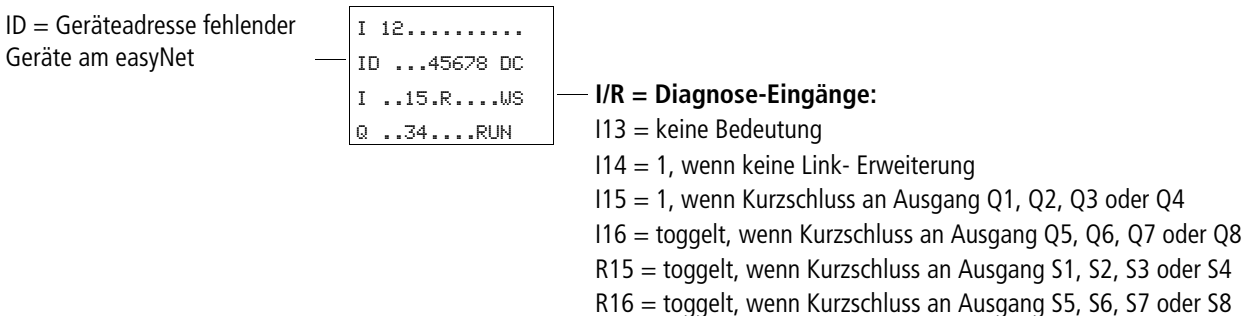 ID = Geräteadresse fehlender
Geräte am easyNet
I 12..........
ID ...45678 DC
I ..15.R....WS
Q ..34....RUN
I/R = Diagnose-Eingänge:
I13 = keine Bedeutung
I14 = 1, wenn keine Link- Erweiterung
I15 = 1, wenn Kurzschluss an Ausgang Q1, Q2, Q3 oder Q4
I16 = toggelt, wenn Kurzschluss an Ausgang Q5, Q6, Q7 oder Q8
R15 = toggelt, wenn Kurzschluss an Ausgang S1, S2, S3 oder S4
R16 = toggelt, wenn Kurzschluss an Ausgang S5, S6, S7 oder S8